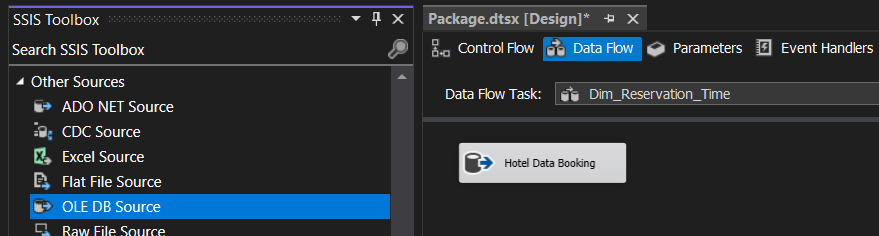 SSIS Toolbox
Search SSIS Toolbox
Other Sources
ADO NET Source
CDC Source
Excel Source
Flat File Source
OLE DB Source
Raw File Source
Package.dtsx [Design]*
Control Flow
Data Flow
Parameters
Event Handlers
Data Flow Task:
Dim_Reservation_Time
Hotel Data Booking